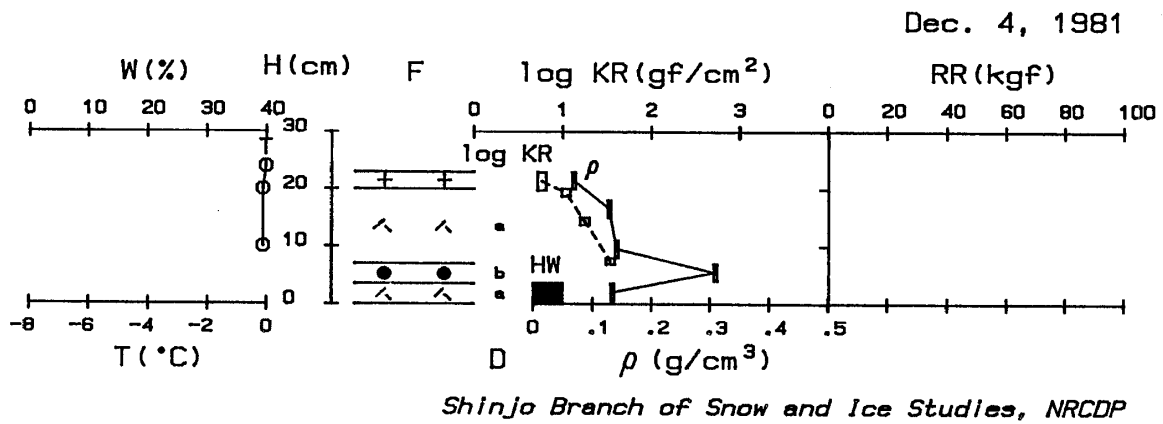 Dec. 4, 1981
W(%) H(cm) F log KR(gf/cm²) RR(kgf)
0 10 20 30 40 0 1 2 3 0 20 40 60 80 100
30
log KR
ρ
20
a
10
HW
b
a
0
-8 -6 -4 -2 0 0 .1 .2 .3 .4 .5
T(°C) D ρ(g/cm³)
Shinjo Branch of Snow and Ice Studies, NRCDP